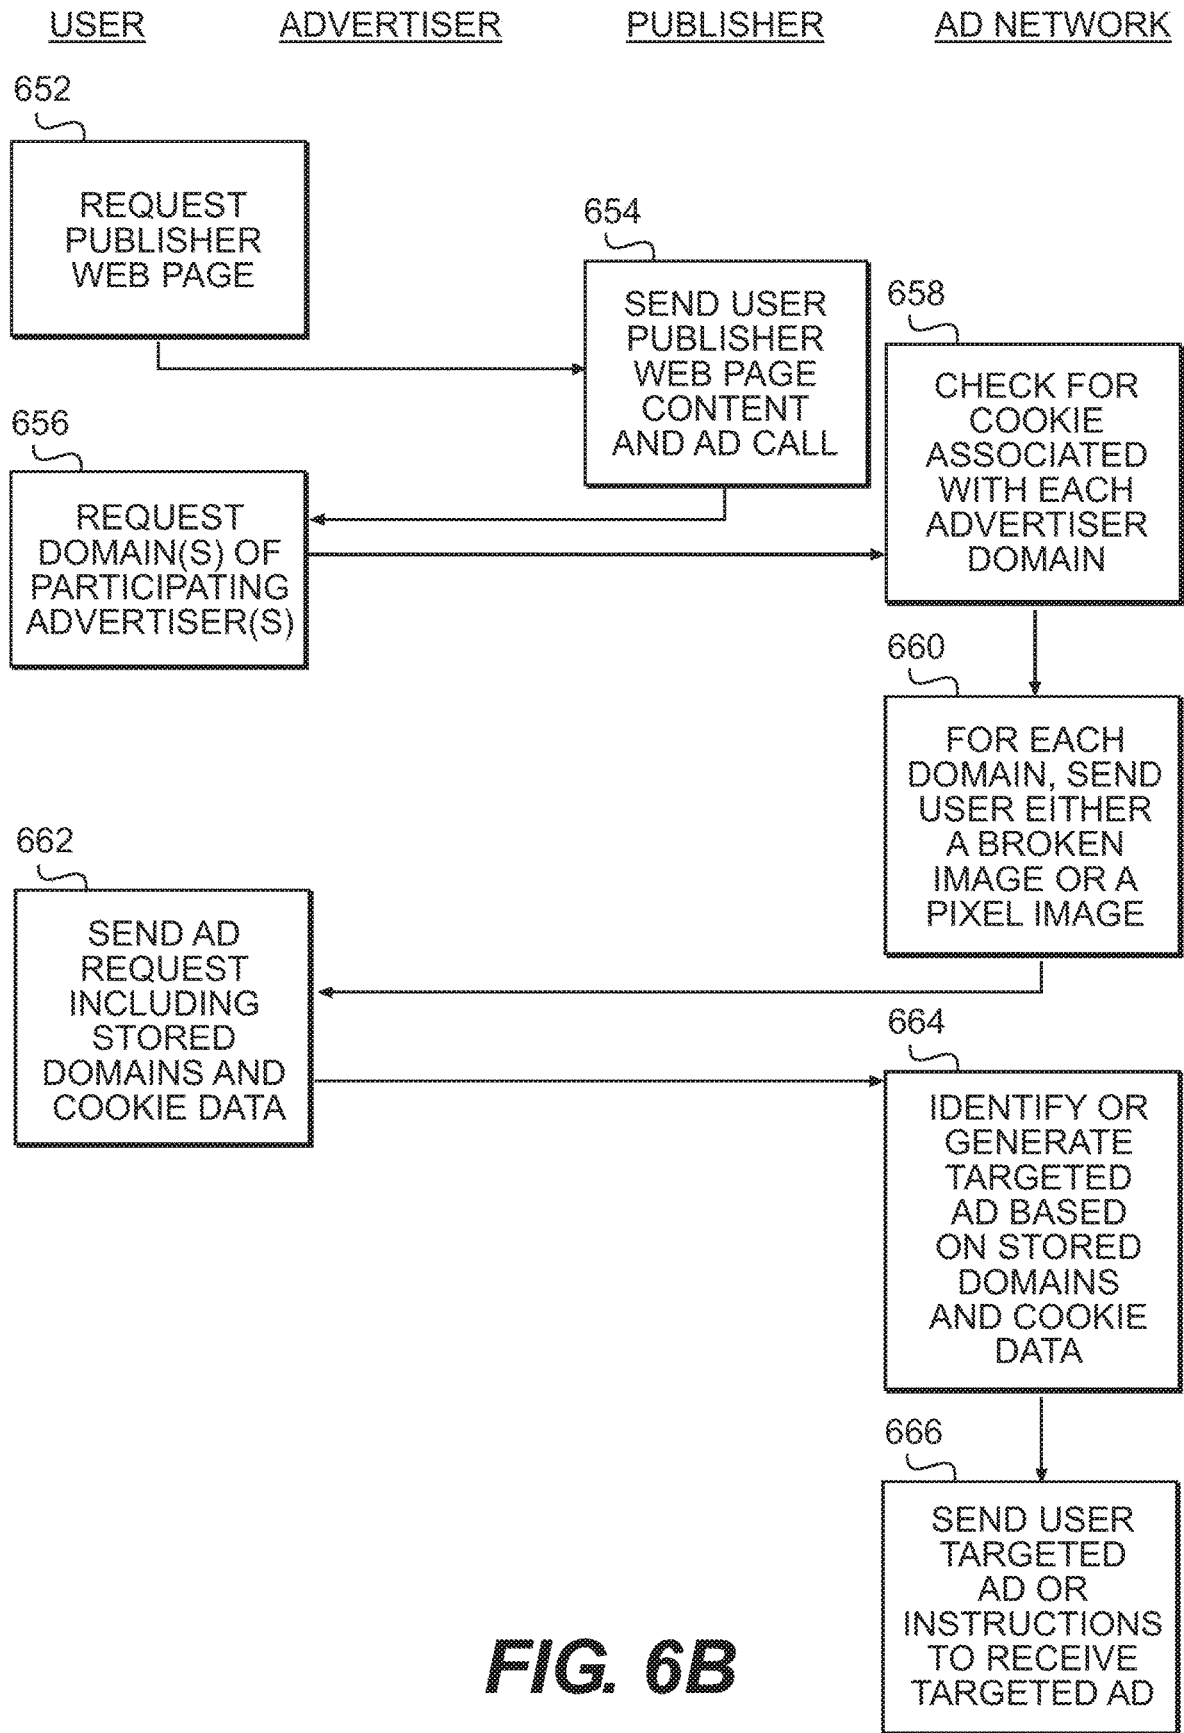 USER ADVERTISER PUBLISHER AD NETWORK
652
REQUEST
PUBLISHER
WEB PAGE
654
SEND USER
PUBLISHER
WEB PAGE
CONTENT
AND AD CALL
656
REQUEST
DOMAIN(S) OF
PARTICIPATING
ADVERTISER(S)
658
CHECK FOR
COOKIE
ASSOCIATED
WITH EACH
ADVERTISER
DOMAIN
660
FOR EACH
DOMAIN, SEND
USER EITHER
A BROKEN
IMAGE OR A
PIXEL IMAGE
662
SEND AD
REQUEST
INCLUDING
STORED
DOMAINS AND
COOKIE DATA
664
IDENTIFY OR
GENERATE
TARGETED
AD BASED
ON STORED
DOMAINS
AND COOKIE
DATA
666
SEND USER
TARGETED
AD OR
INSTRUCTIONS
TO RECEIVE
TARGETED AD
FIG. 6B